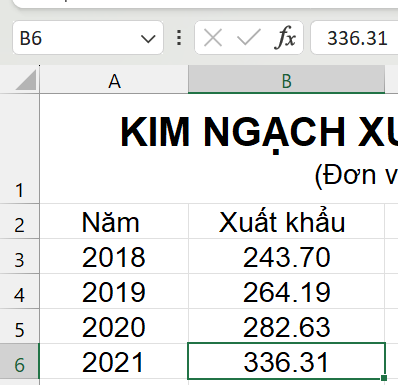 B6 fx 336.31
A B
1 KIM NGẠCH
(Đơn
2 Năm Xuất khẩu
3 2018 243.70
4 2019 264.19
5 2020 282.63
6 2021 336.31